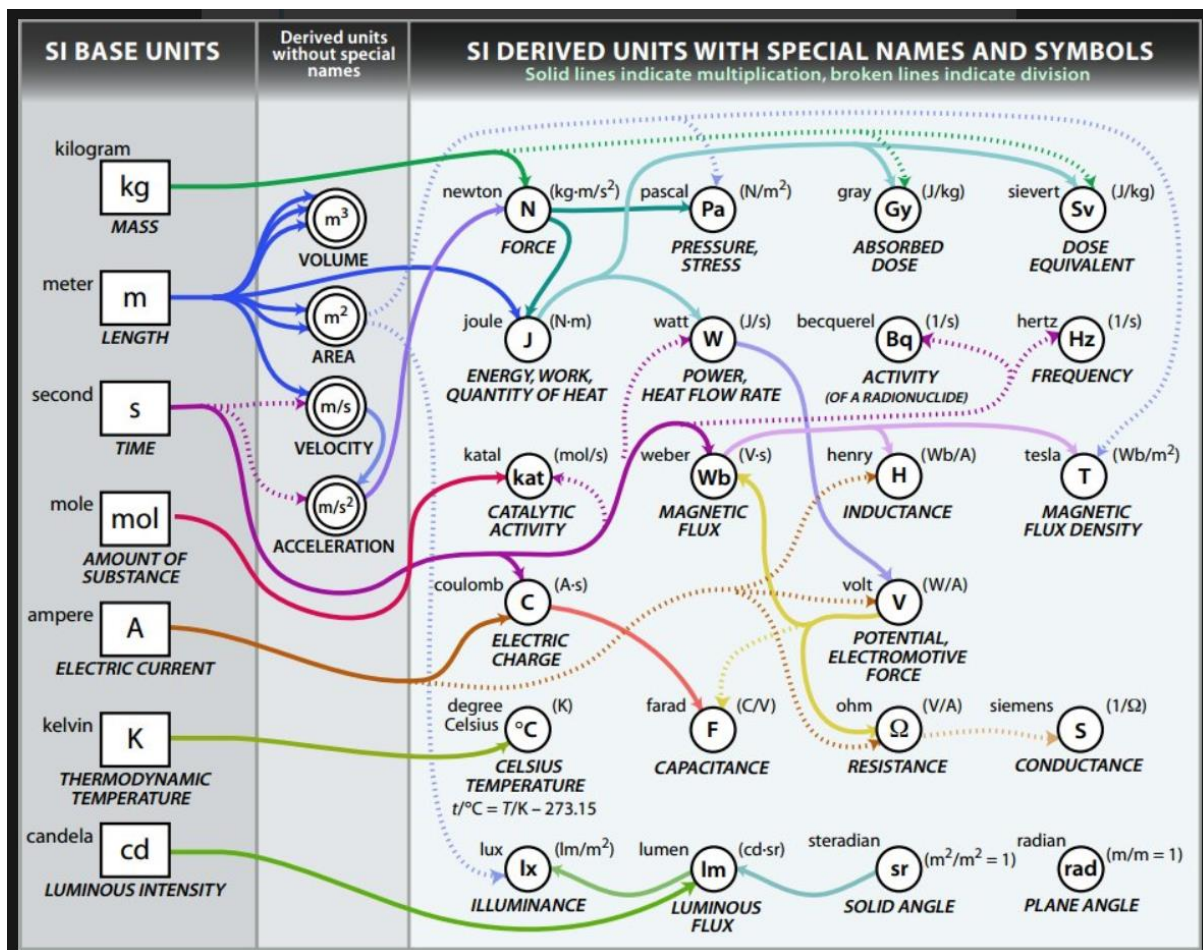 SI BASE UNITS
Derived units
without special
names
SI DERIVED UNITS WITH SPECIAL NAMES AND SYMBOLS
Solid lines indicate multiplication, broken lines indicate division
kilogram
kg
MASS
meter
m
LENGTH
second
s
TIME
mole
mol
AMOUNT OF
SUBSTANCE
ampere
A
ELECTRIC CURRENT
kelvin
K
THERMODYNAMIC
TEMPERATURE
candela
cd
LUMINOUS INTENSITY
m³
VOLUME
m²
AREA
m/s
VELOCITY
m/s²
ACCELERATION
newton
N
(kg·m/s²)
FORCE
pascal
Pa
(N/m²)
PRESSURE,
STRESS
gray
Gy
(J/kg)
ABSORBED
DOSE
sievert
Sv
(J/kg)
DOSE
EQUIVALENT
joule
J
(N·m)
ENERGY, WORK,
QUANTITY OF HEAT
watt
W
(J/s)
POWER,
HEAT FLOW RATE
becquerel
Bq
(1/s)
ACTIVITY
(OF A RADIONUCLIDE)
hertz
Hz
(1/s)
FREQUENCY
katal
kat
(mol/s)
CATALYTIC
ACTIVITY
weber
Wb
(V·s)
MAGNETIC
FLUX
henry
H
(Wb/A)
INDUCTANCE
tesla
T
(Wb/m²)
MAGNETIC
FLUX DENSITY
coulomb
C
(A·s)
ELECTRIC
CHARGE
volt
V
(W/A)
POTENTIAL,
ELECTROMOTIVE
FORCE
degree
Celsius
°C
(K)
CELSIUS
TEMPERATURE
t/°C = T/K – 273.15
farad
F
(C/V)
CAPACITANCE
ohm
Ω
(V/A)
RESISTANCE
siemens
S
(1/Ω)
CONDUCTANCE
lux
lx
(lm/m²)
ILLUMINANCE
lumen
lm
(cd·sr)
LUMINOUS
FLUX
steradian
sr
(m²/m² = 1)
SOLID ANGLE
radian
rad
(m/m = 1)
PLANE ANGLE